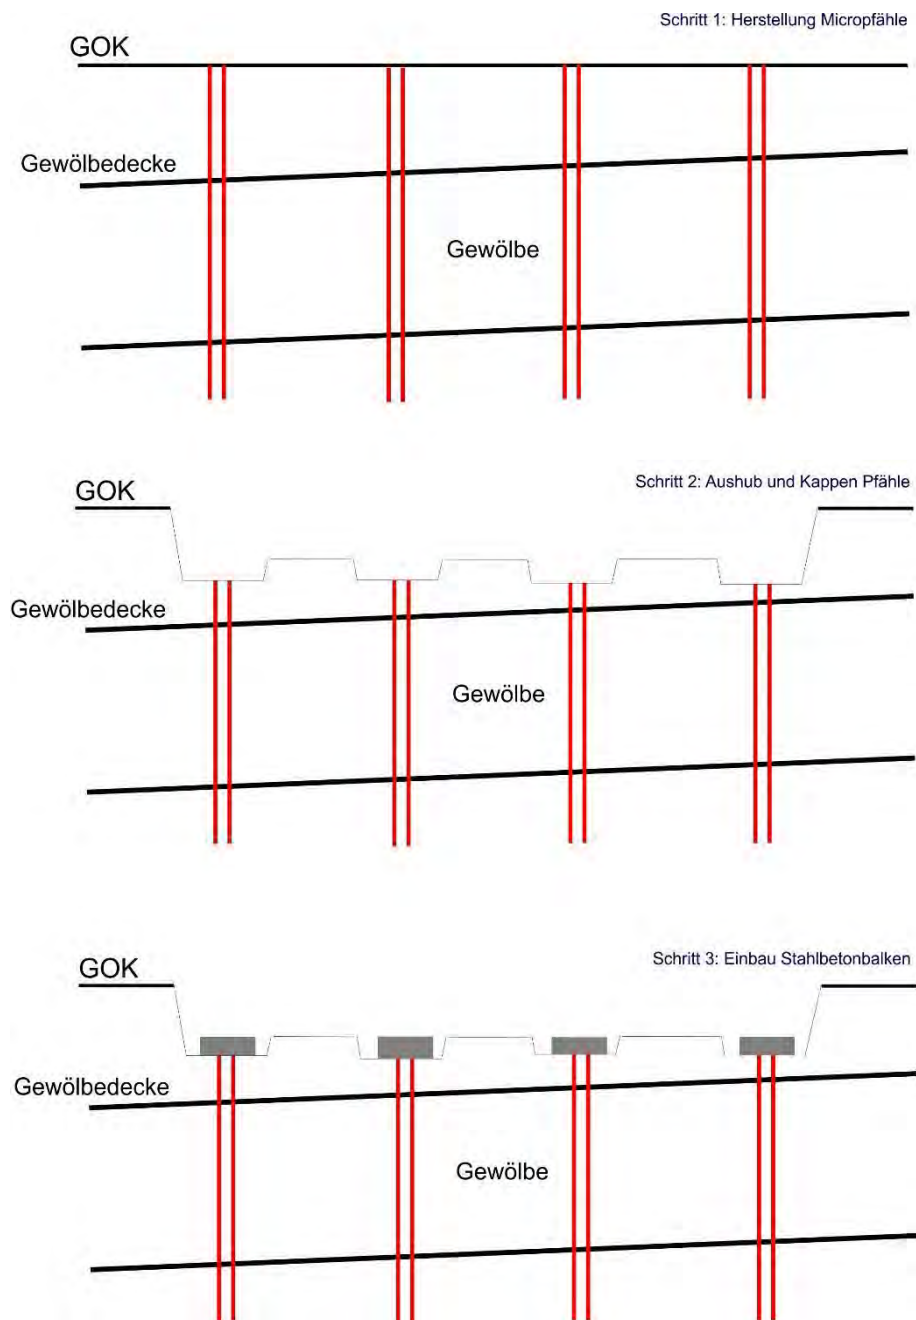 Schritt 1: Herstellung Micropfähle
GOK
Gewölbedecke
Gewölbe
Schritt 2: Aushub und Kappen Pfähle
GOK
Gewölbedecke
Gewölbe
Schritt 3: Einbau Stahlbetonbalken
GOK
Gewölbedecke
Gewölbe